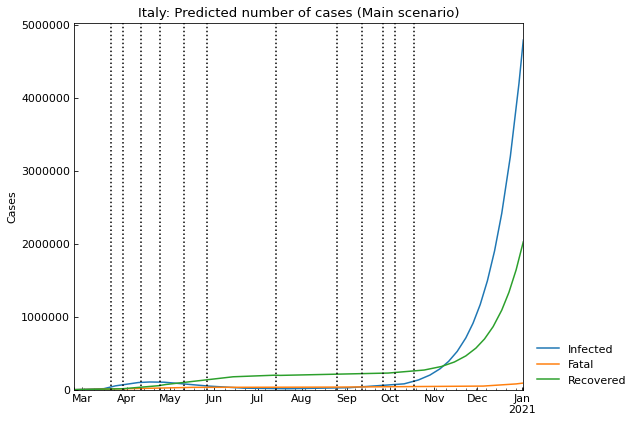 Italy: Predicted number of cases (Main scenario)
5000000
4000000
3000000
2000000
1000000
0
Cases
Mar Apr May Jun Jul Aug Sep Oct Nov Dec Jan
2021
Infected
Fatal
Recovered